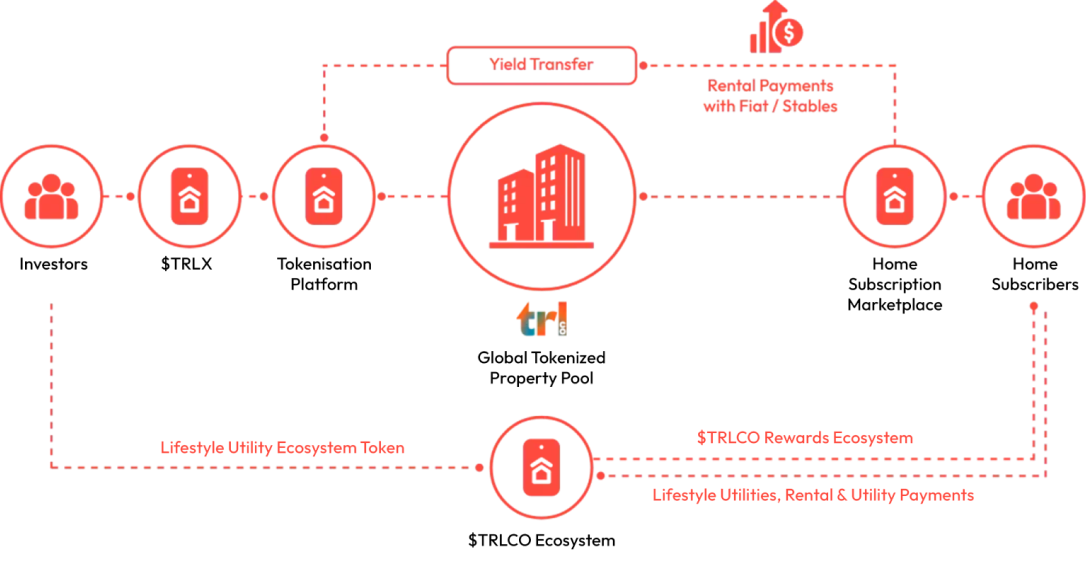 Yield Transfer
$
Rental Payments
with Fiat / Stables
Investors
$TRLX
Tokenisation
Platform
trl
co
Global Tokenized
Property Pool
Home
Subscription
Marketplace
Home
Subscribers
Lifestyle Utility Ecosystem Token
$TRLCO Rewards Ecosystem
Lifestyle Utilities, Rental & Utility Payments
$TRLCO Ecosystem